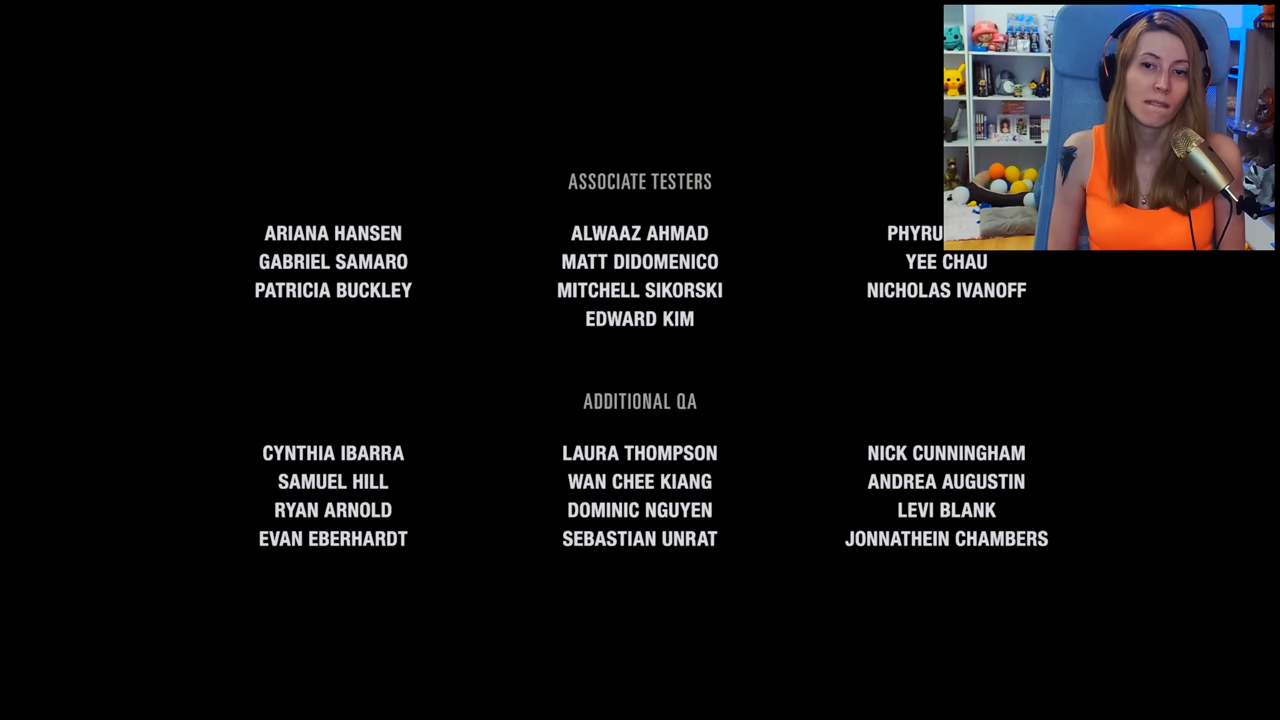 ASSOCIATE TESTERS
ARIANA HANSEN
ALWAAZ AHMAD
GABRIEL SAMARO
MATT DIDOMENICO
YEE CHAU
PATRICIA BUCKLEY
MITCHELL SIKORSKI
NICHOLAS IVANOFF
EDWARD KIM
ADDITIONAL QA
CYNTHIA IBARRA
LAURA THOMPSON
NICK CUNNINGHAM
SAMUEL HILL
WAN CHEE KIANG
ANDREA AUGUSTIN
RYAN ARNOLD
DOMINIC NGUYEN
LEVI BLANK
EVAN EBERHARDT
SEBASTIAN UNRAT
JONNATHEIN CHAMBERS